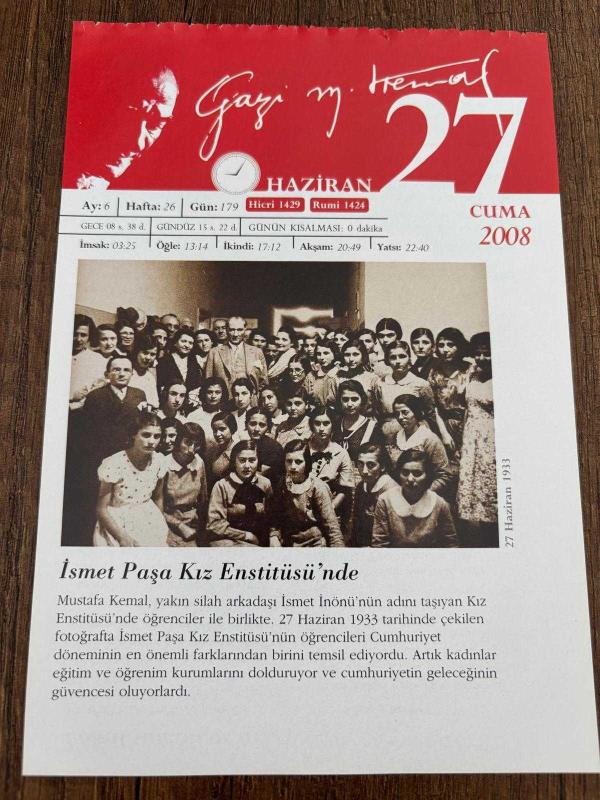 Gazi M. Kemal
27
HAZİRAN
CUMA
2008
Ay: 6 Hafta: 26 Gün: 179 Hicri 1429 Rumi 1424
GECE 08 s. 38 d. GÜNDÜZ 15 s. 22 d. GÜNÜN KISALMASI: 0 dakika
İmsak: 03:25 Öğle: 13:14 İkindi: 17:12 Akşam: 20:49 Yatsı: 22:40
27 Haziran 1933
İsmet Paşa Kız Enstitüsü'nde
Mustafa Kemal, yakın silah arkadaşı İsmet İnönü'nün adını taşıyan Kız
Enstitüsü'nde öğrenciler ile birlikte. 27 Haziran 1933 tarihinde çekilen
fotoğrafta İsmet Paşa Kız Enstitüsü'nün öğrencileri Cumhuriyet
döneminin en önemli farklarından birini temsil ediyordu. Artık kadınlar
eğitim ve öğrenim kurumlarını dolduruyor ve cumhuriyetin geleceğinin
güvencesi oluyorlardı.